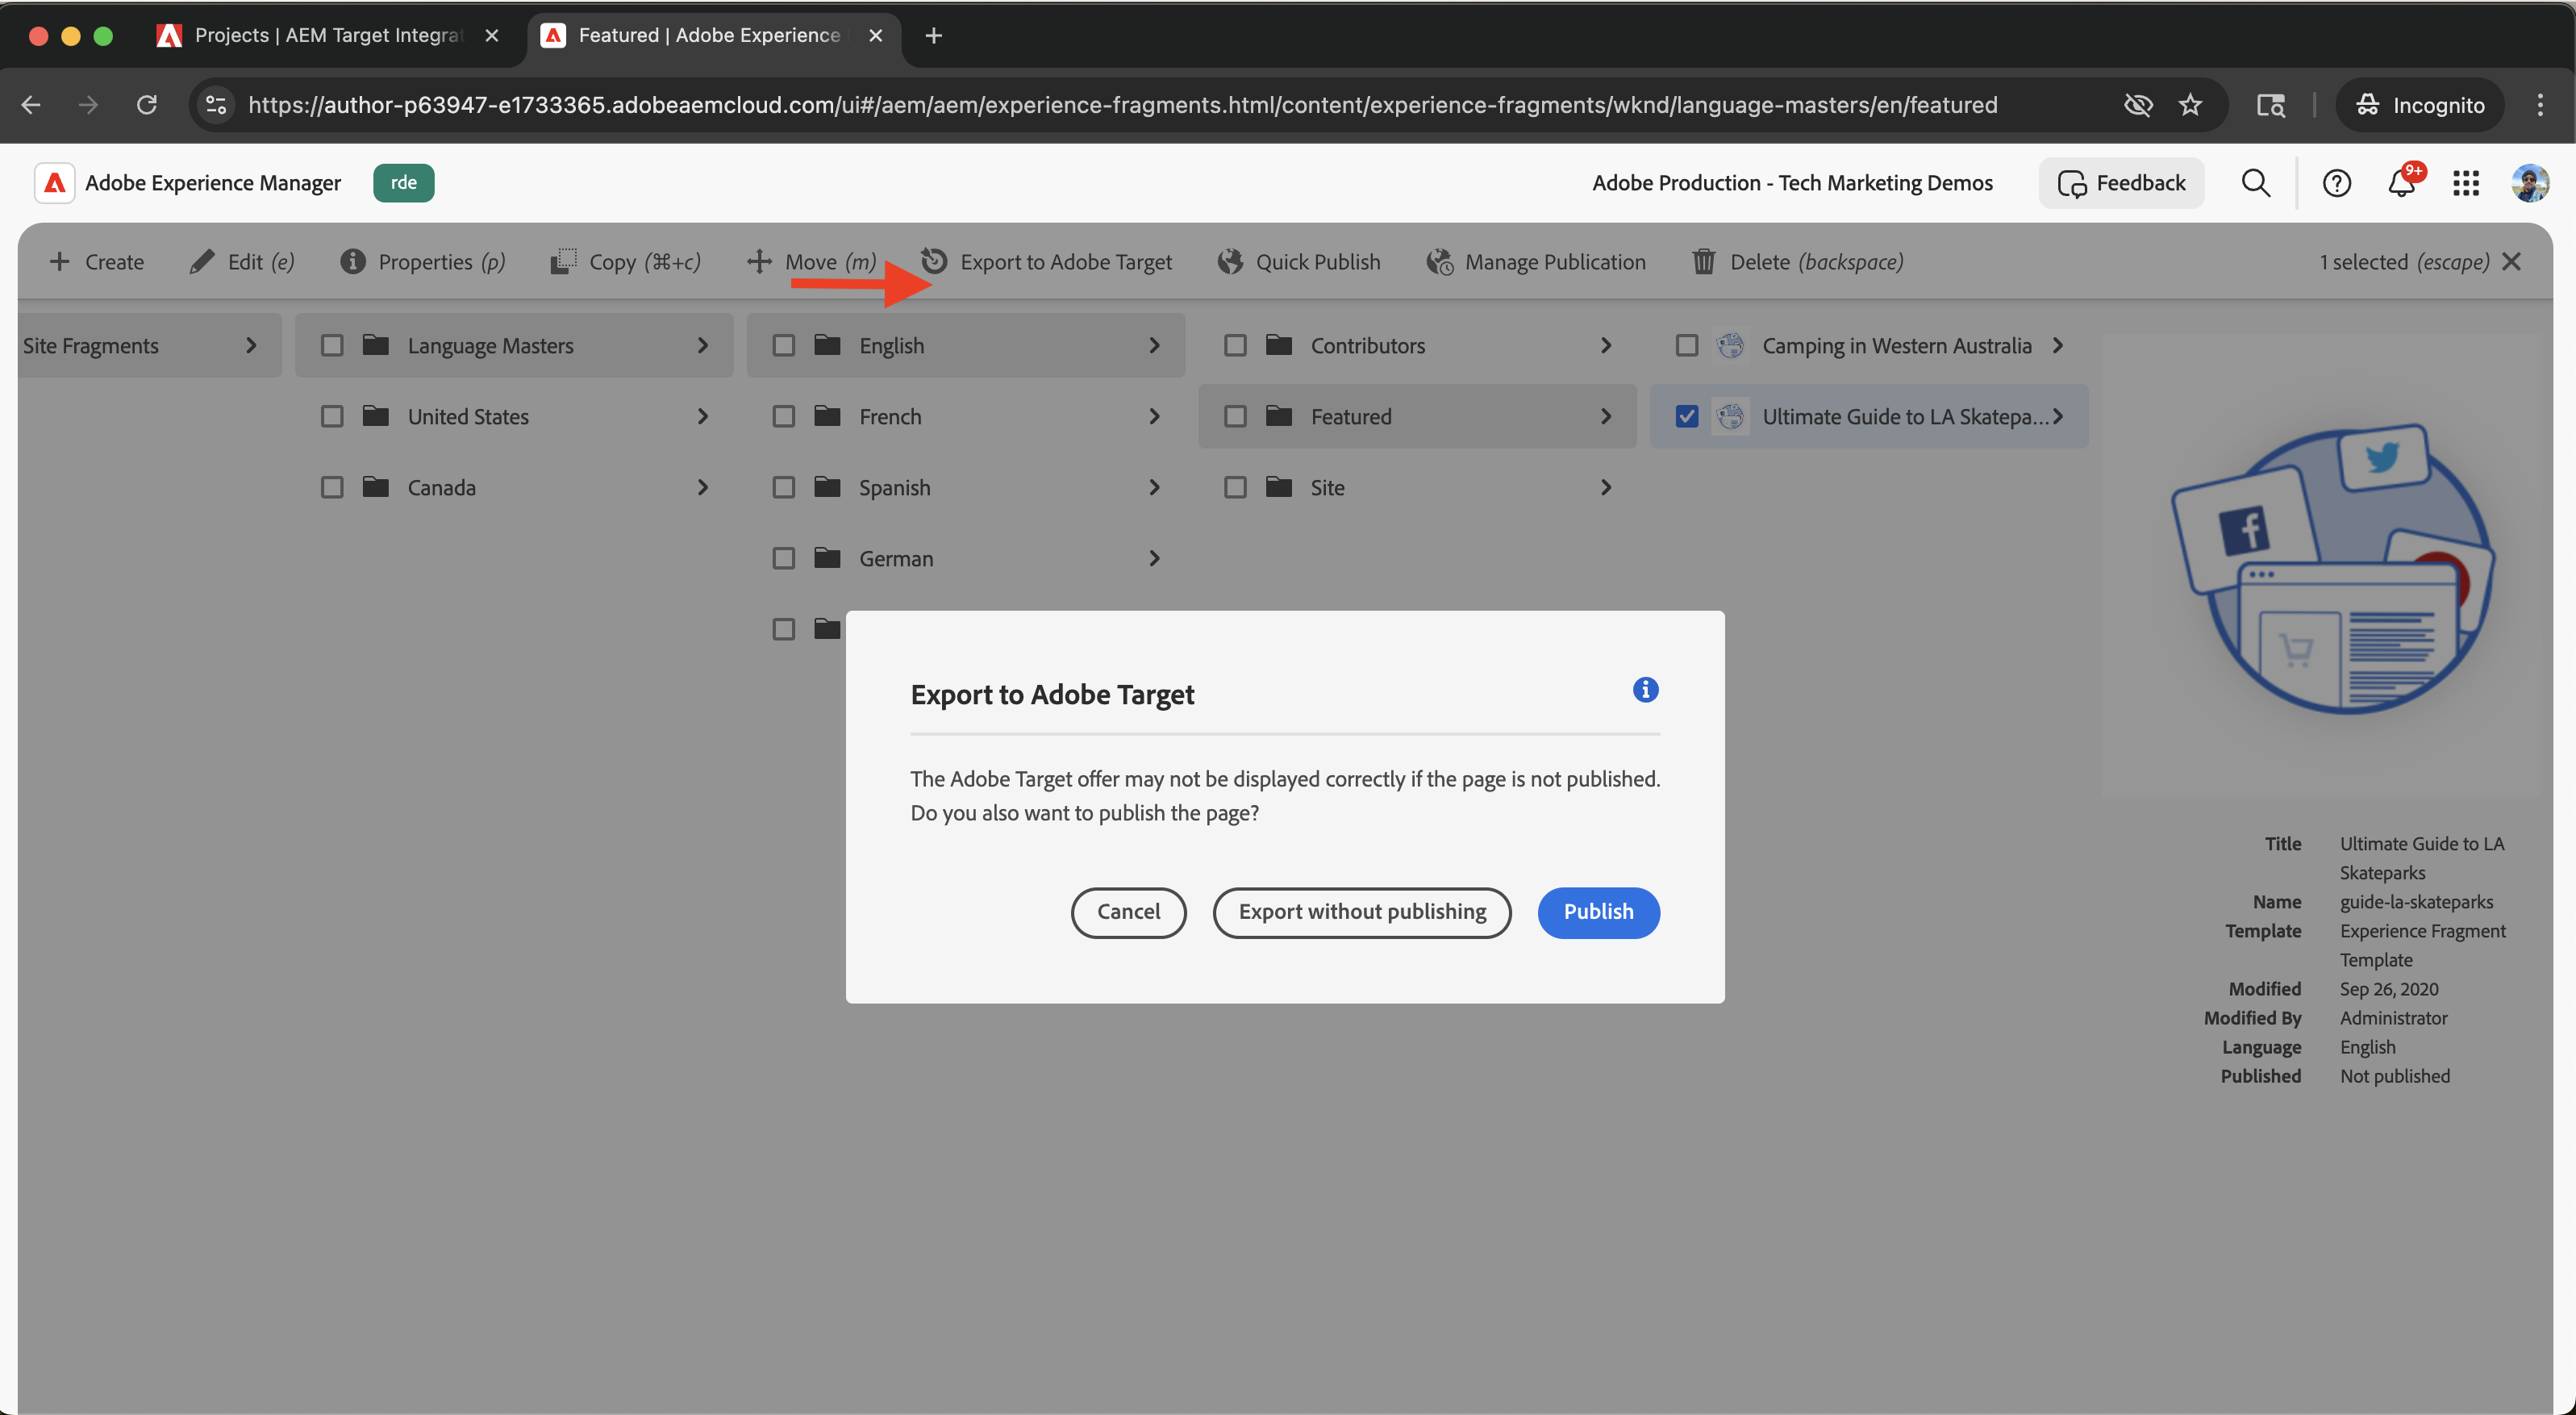 Projects | AEM Target Integrat
Featured | Adobe Experience
https://author-p63947-e1733365.adobeaemcloud.com/ui#/aem/aem/experience-fragments.html/content/experience-fragments/wknd/language-masters/en/featured
Incognito
Adobe Experience Manager
rde
Adobe Production - Tech Marketing Demos
Feedback
9+
Create
Edit (e)
Properties (p)
Copy (⌘+c)
Move (m)
Export to Adobe Target
Quick Publish
Manage Publication
Delete (backspace)
1 selected (escape)
Site Fragments
Language Masters
English
Contributors
Camping in Western Australia
United States
French
Featured
Ultimate Guide to LA Skatepa...
Canada
Spanish
Site
German
Export to Adobe Target
The Adobe Target offer may not be displayed correctly if the page is not published.
Do you also want to publish the page?
Cancel
Export without publishing
Publish
Title Ultimate Guide to LA
Skateparks
Name guide-la-skateparks
Template Experience Fragment
Template
Modified Sep 26, 2020
Modified By Administrator
Language English
Published Not published